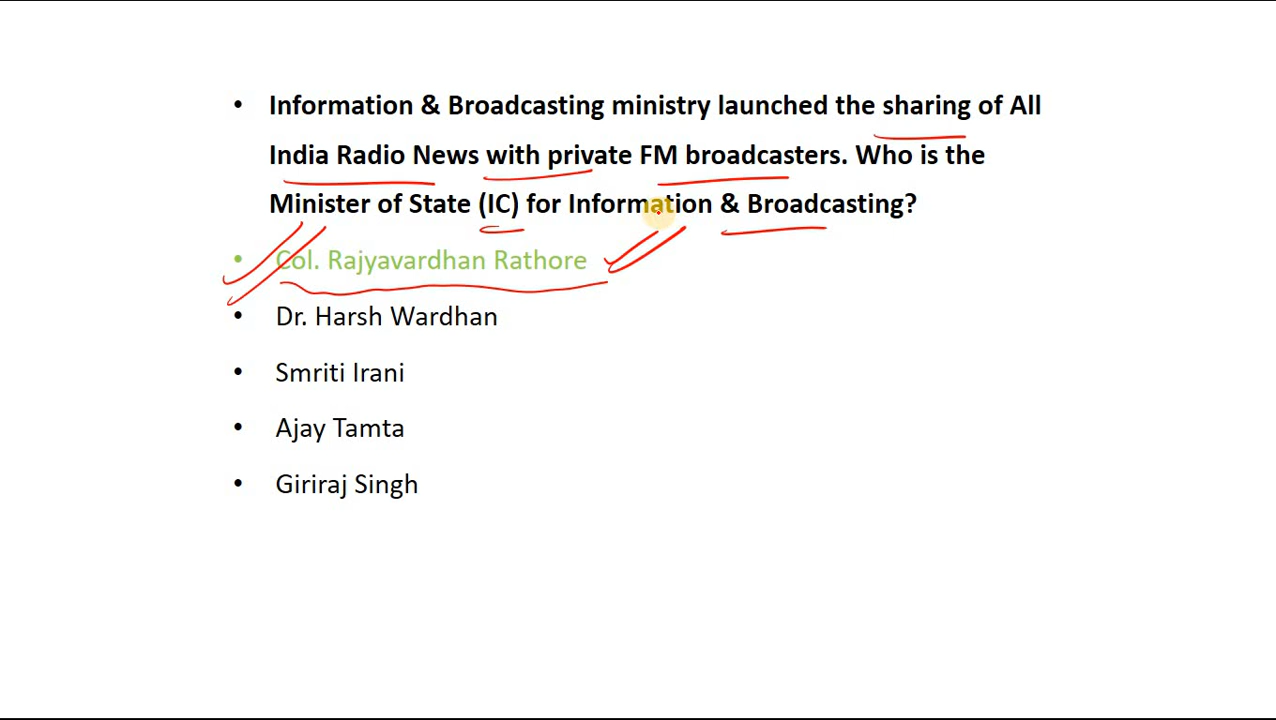 • Information & Broadcasting ministry launched the sharing of All
India Radio News with private FM broadcasters. Who is the
Minister of State (IC) for Information & Broadcasting?
• Col. Rajyavardhan Rathore
• Dr. Harsh Wardhan
• Smriti Irani
• Ajay Tamta
• Giriraj Singh